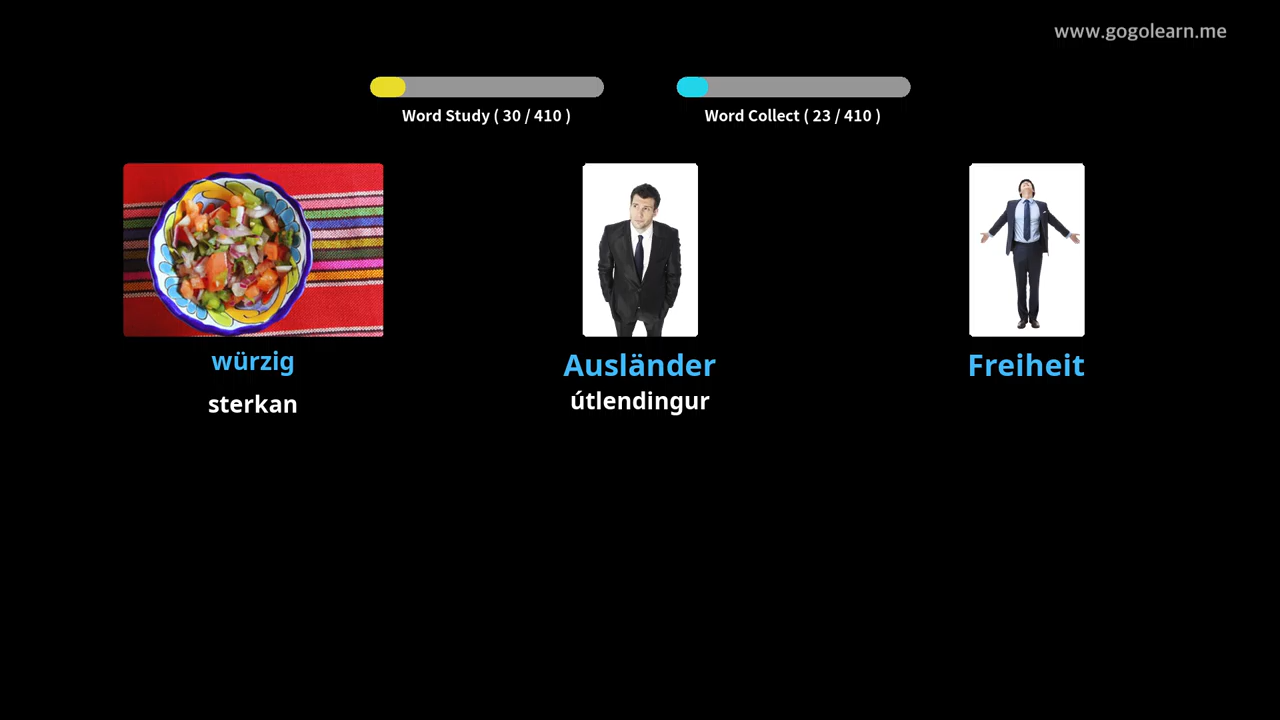 www.gogolearn.me
Word Study ( 30 / 410 )
Word Collect ( 23 / 410 )
würzig
sterkan
Ausländer
útlendingur
Freiheit